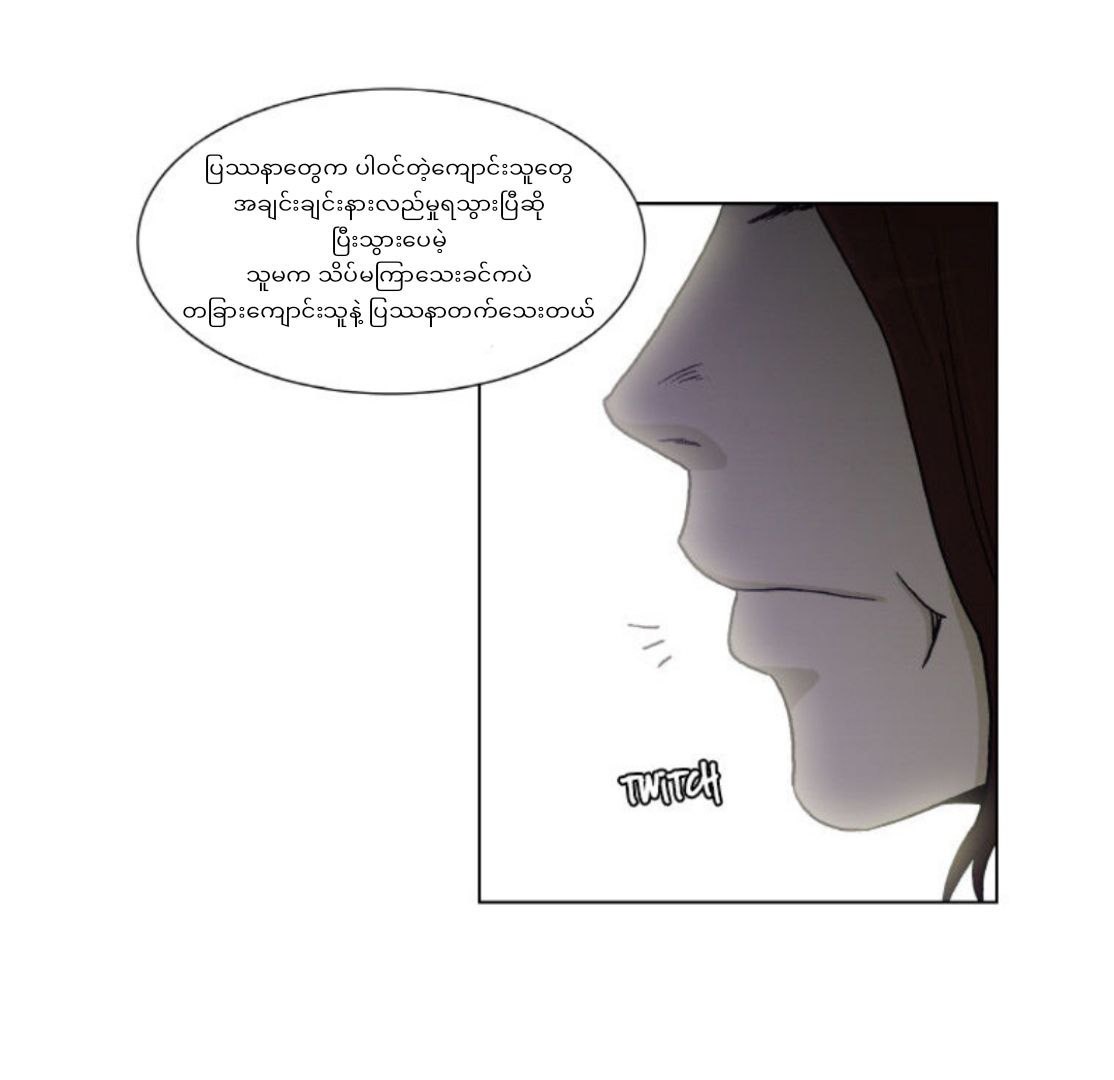 ပြဿနာတွေက ပါဝင်တဲ့ကျောင်းသူတွေ
အချင်းချင်းနားလည်မှုရသွားပြီဆို
ပြီးသွားပေမဲ့
သူမက သိပ်မကြာသေးခင်ကပဲ
တခြားကျောင်းသူနဲ့ ပြဿနာတက်သေးတယ်
TWITCH